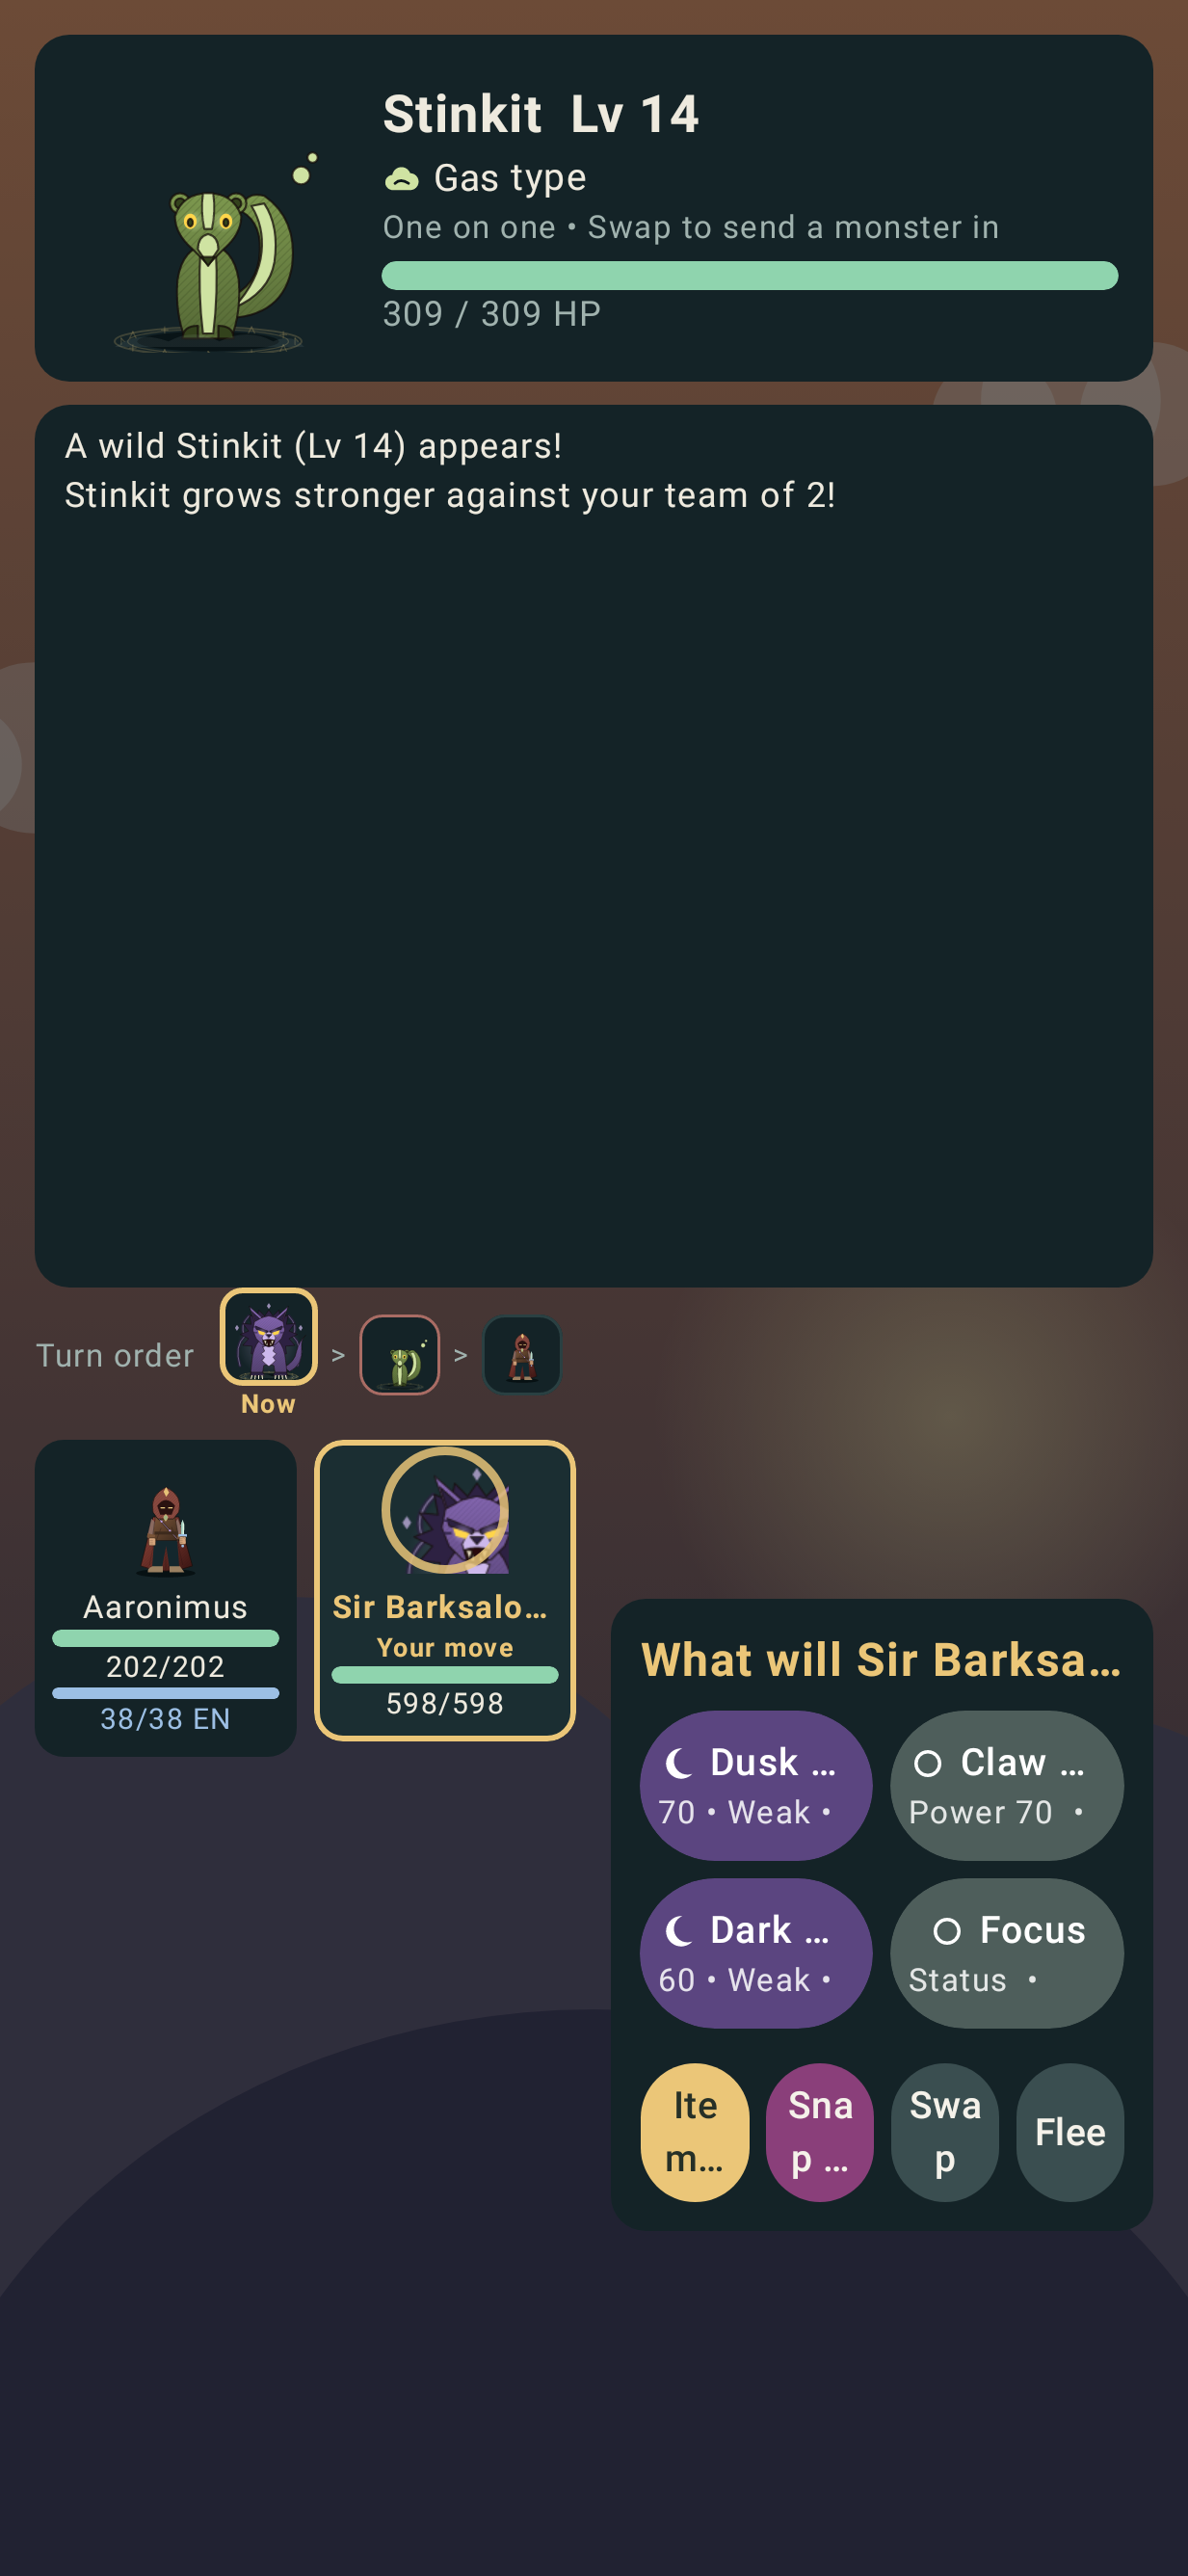 Stinkit Lv 14
Gas type
One on one • Swap to send a monster in
309 / 309 HP
A wild Stinkit (Lv 14) appears!
Stinkit grows stronger against your team of 2!
Turn order
>
>
Now
Aaronimus
202/202
38/38 EN
Sir Barksalo...
Your move
598/598
What will Sir Barksa...
Dusk ...
70 • Weak •
Claw ...
Power 70 •
Dark ...
60 • Weak •
Focus
Status •
Ite
m...
Sna
p ...
Swa
p
Flee